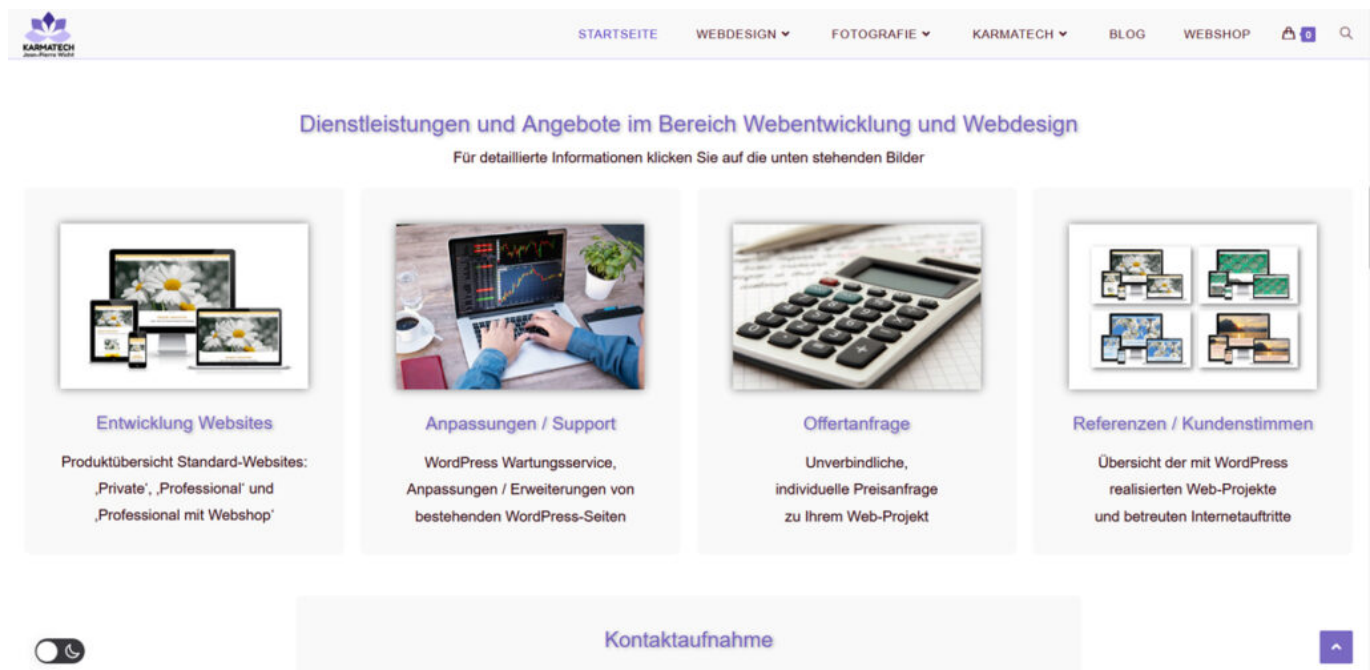 KARMATECH
Jean-Pierre Wicht
STARTSEITE
WEBDESIGN
FOTOGRAFIE
KARMATECH
BLOG
WEBSHOP
0
Dienstleistungen und Angebote im Bereich Webentwicklung und Webdesign
Für detaillierte Informationen klicken Sie auf die unten stehenden Bilder
Entwicklung Websites
Produktübersicht Standard-Websites:
‚Private‘, ‚Professional‘ und
‚Professional mit Webshop‘
Anpassungen / Support
WordPress Wartungsservice,
Anpassungen / Erweiterungen von
bestehenden WordPress-Seiten
Offertanfrage
Unverbindliche,
individuelle Preisanfrage
zu Ihrem Web-Projekt
Referenzen / Kundenstimmen
Übersicht der mit WordPress
realisierten Web-Projekte
und betreuten Internetauftritte
Kontaktaufnahme